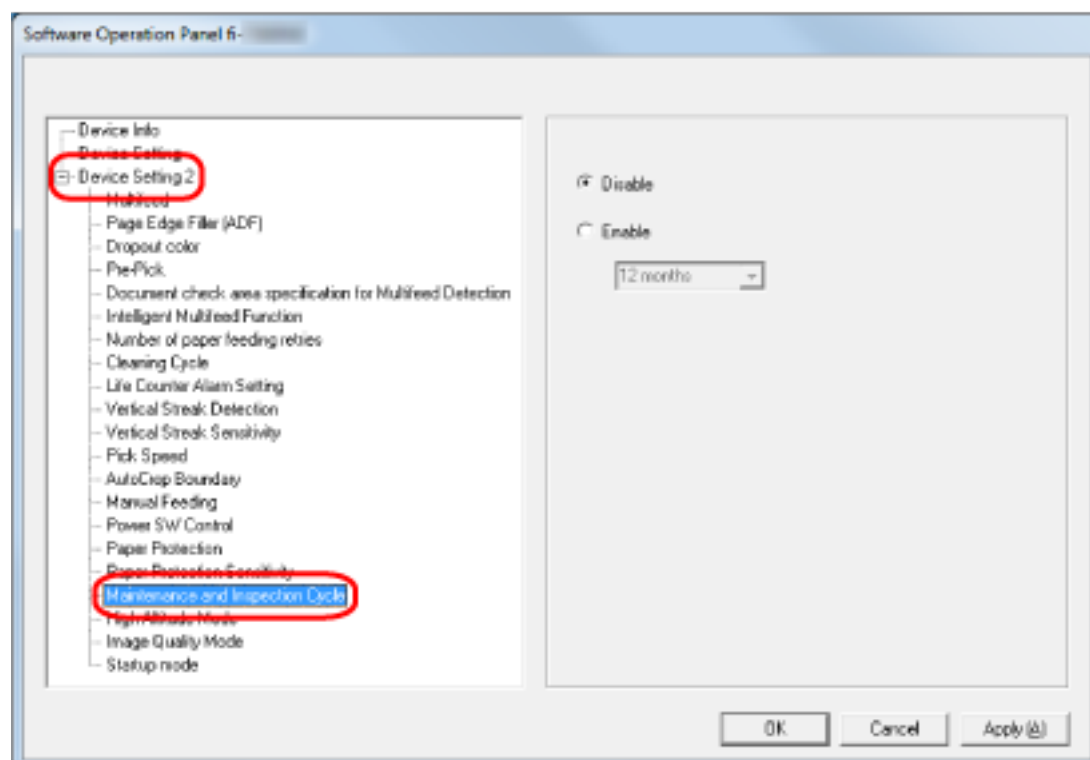 Software Operation Panel fi-
Device Info
Device Setting
Device Setting 2
Multifeed
Page Edge Filler (ADF)
Dropout color
Pre-Pick
Document check area specification for Multifeed Detection
Intelligent Multifeed Function
Number of paper feeding retries
Cleaning Cycle
Life Counter Alarm Setting
Vertical Streak Detection
Vertical Streak Sensitivity
Pick Speed
AutoCrop Boundary
Manual Feeding
Power SW Control
Paper Protection
Paper Protection Sensitivity
Maintenance and Inspection Cycle
High Altitude Mode
Image Quality Mode
Startup mode
Disable
Enable
12 months
OK
Cancel
Apply (A)